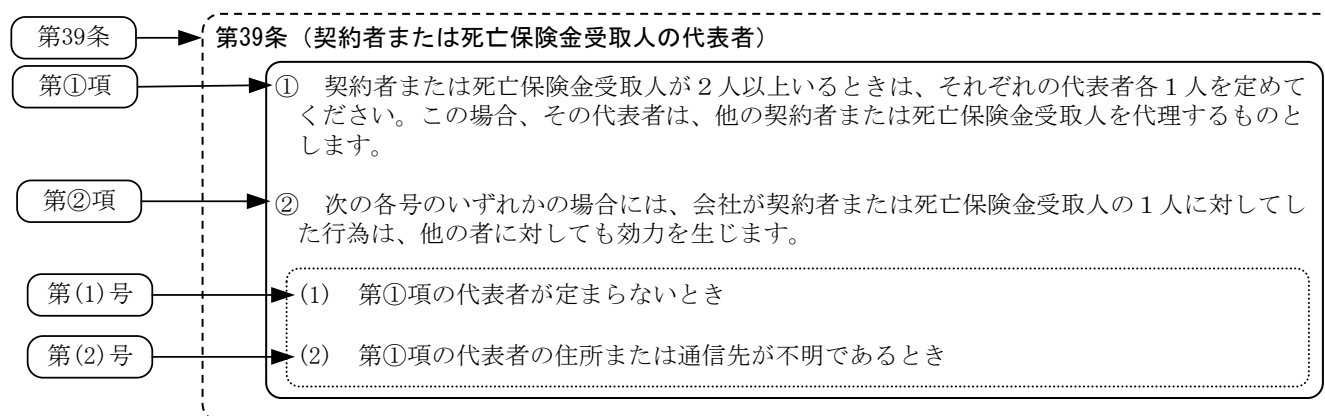 第39条
第39条（契約者または死亡保険金受取人の代表者）
第①項
①　契約者または死亡保険金受取人が２人以上いるときは、それぞれの代表者各１人を定めて
ください。この場合、その代表者は、他の契約者または死亡保険金受取人を代理するものと
します。
第②項
②　次の各号のいずれかの場合には、会社が契約者または死亡保険金受取人の１人に対してし
た行為は、他の者に対しても効力を生じます。
第(1)号
(1)　第①項の代表者が定まらないとき
第(2)号
(2)　第①項の代表者の住所または通信先が不明であるとき